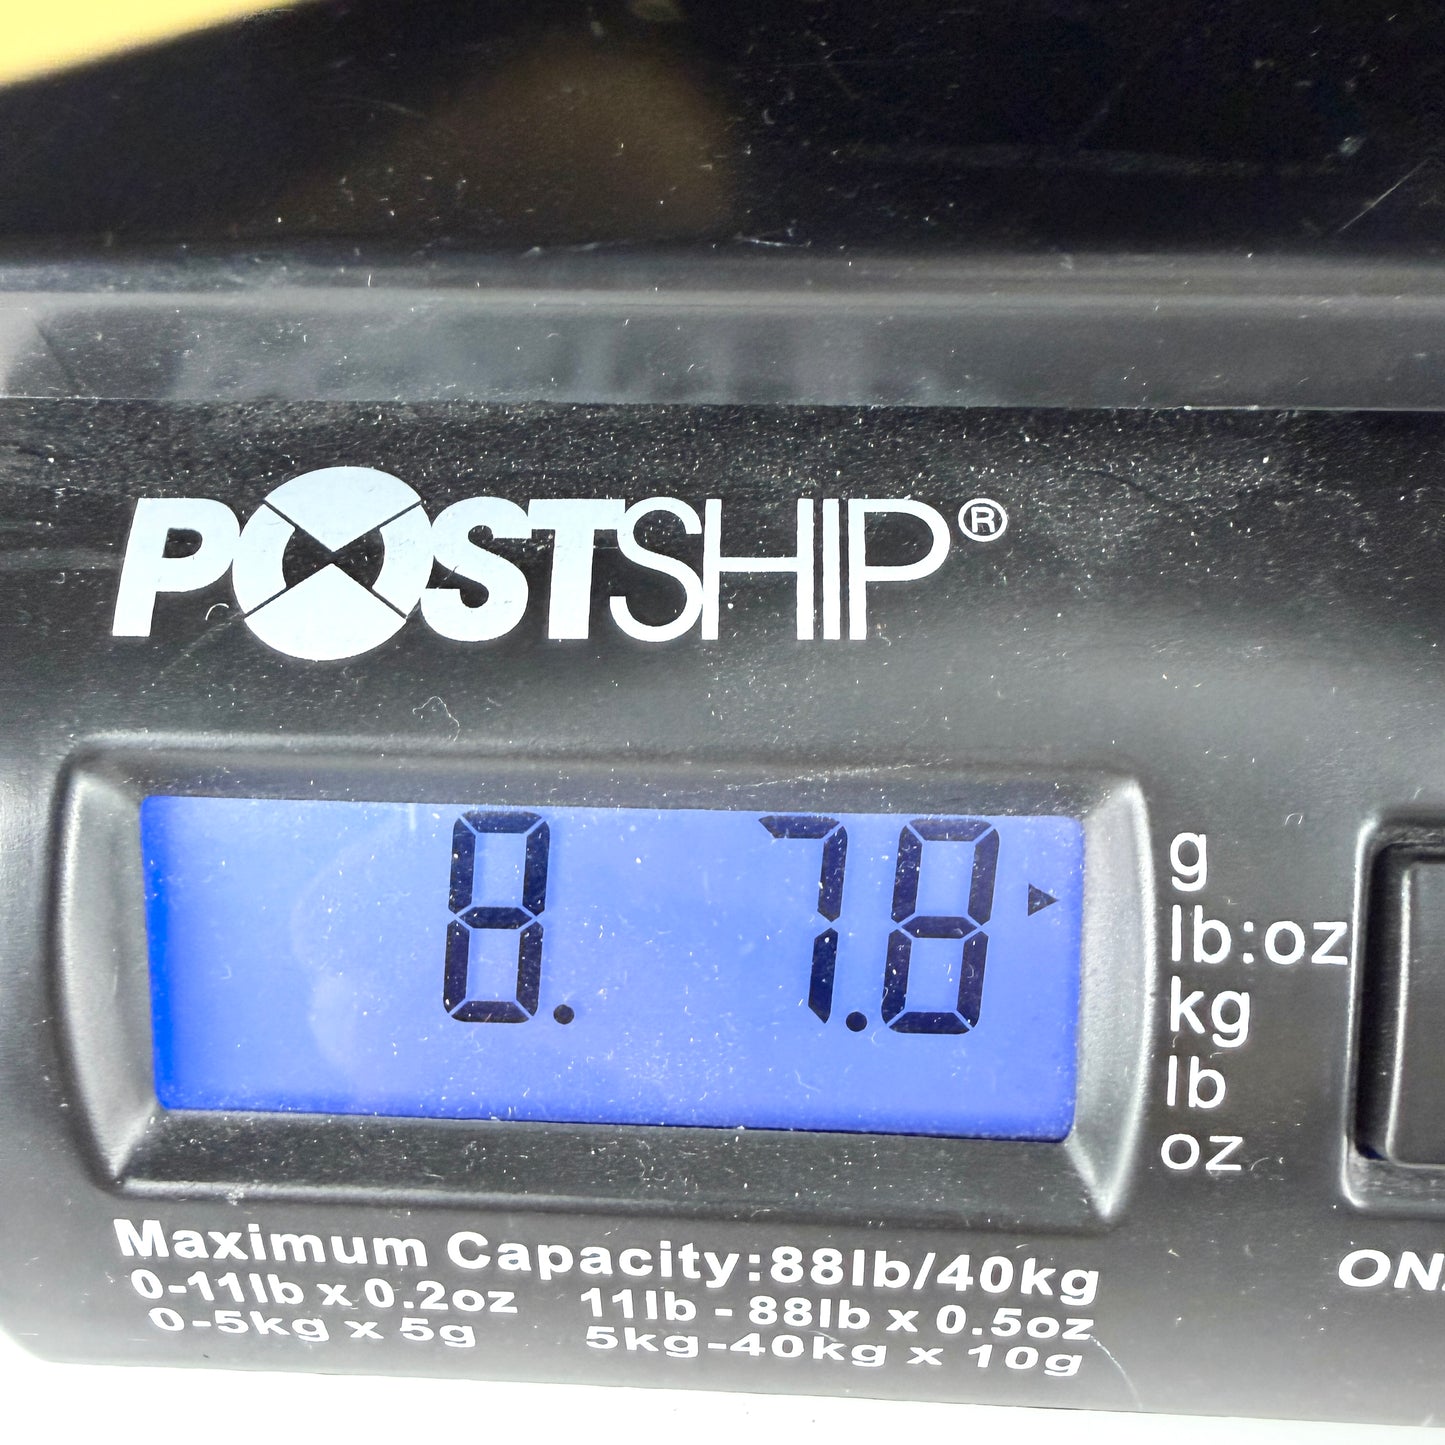 POSTSHIP®
8. 7.8
g
lb:oz
kg
lb
oz
Maximum Capacity:88lb/40kg
0-11lb x 0.2oz 11lb - 88lb x 0.5oz
0-5kg x 5g 5kg-40kg x 10g